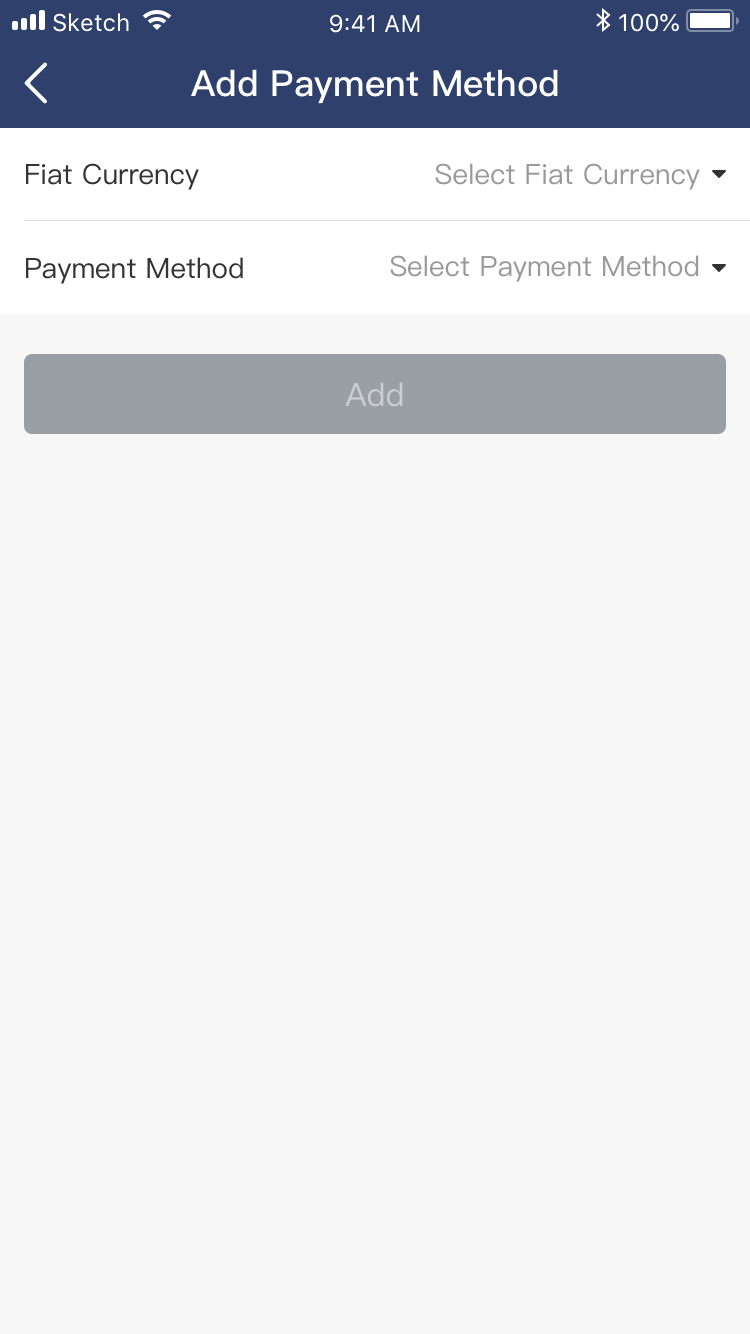 Sketch 9:41 AM 100%
Add Payment Method
Fiat Currency Select Fiat Currency
Payment Method Select Payment Method
Add